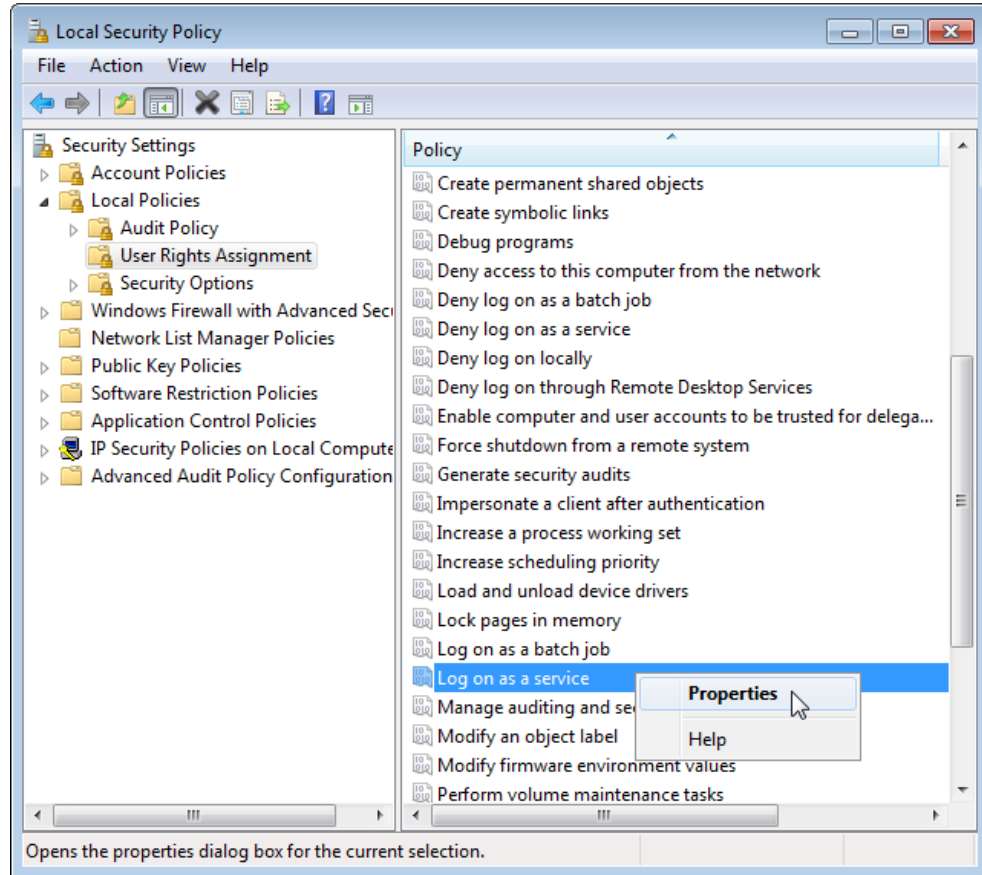 Local Security Policy
File Action View Help
Security Settings
Account Policies
Local Policies
Audit Policy
User Rights Assignment
Security Options
Windows Firewall with Advanced Secu
Network List Manager Policies
Public Key Policies
Software Restriction Policies
Application Control Policies
IP Security Policies on Local Compute
Advanced Audit Policy Configuration
Policy
Create permanent shared objects
Create symbolic links
Debug programs
Deny access to this computer from the network
Deny log on as a batch job
Deny log on as a service
Deny log on locally
Deny log on through Remote Desktop Services
Enable computer and user accounts to be trusted for delega...
Force shutdown from a remote system
Generate security audits
Impersonate a client after authentication
Increase a process working set
Increase scheduling priority
Load and unload device drivers
Lock pages in memory
Log on as a batch job
Log on as a service
Manage auditing and se
Modify an object label
Modify firmware environment values
Perform volume maintenance tasks
Properties
Help
Opens the properties dialog box for the current selection.